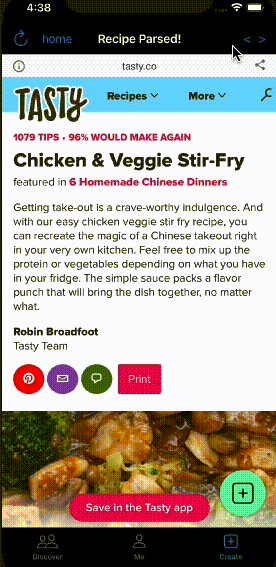 4:38
home
Recipe Parsed!
< >
tasty.co
TASTY
Recipes
More
1079 TIPS • 96% WOULD MAKE AGAIN
Chicken & Veggie Stir-Fry
featured in 6 Homemade Chinese Dinners
Getting take-out is a crave-worthy indulgence. And
with our easy chicken veggie stir fry recipe, you
can recreate the magic of a Chinese takeout right
in your very own kitchen. Feel free to mix up the
protein or vegetables depending on what you have
in your fridge. The simple sauce packs a flavor
punch that will bring the dish together, no matter
what.
Robin Broadfoot
Tasty Team
Print
Save in the Tasty app
Discover
Me
Create